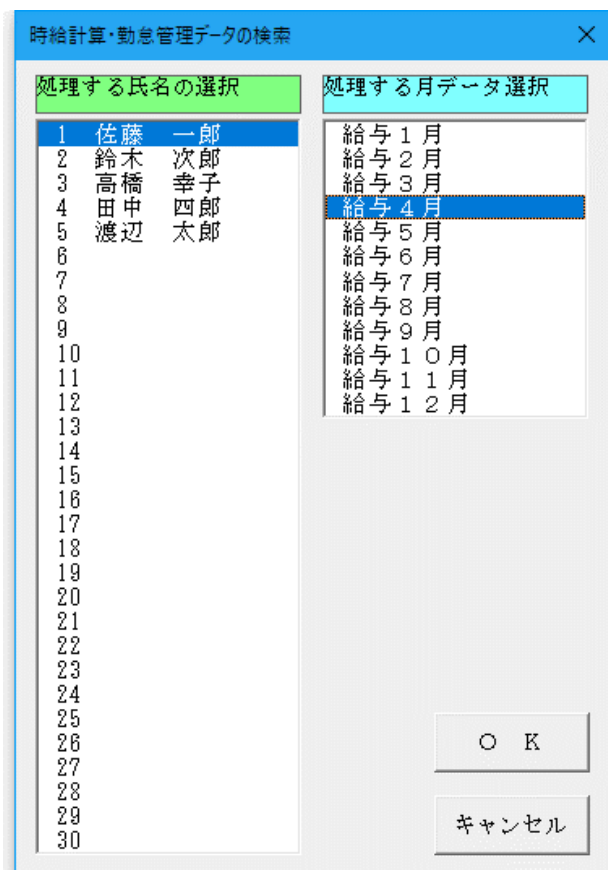 時給計算・勤怠管理データの検索
処理する氏名の選択
1 佐藤 一郎
2 鈴木 次郎
3 高橋 幸子
4 田中 四郎
5 渡辺 太郎
6
7
8
9
10
11
12
13
14
15
16
17
18
19
20
21
22
23
24
25
26
27
28
29
30
処理する月データ選択
給与1月
給与2月
給与3月
給与4月
給与5月
給与6月
給与7月
給与8月
給与9月
給与10月
給与11月
給与12月
O K
キャンセル